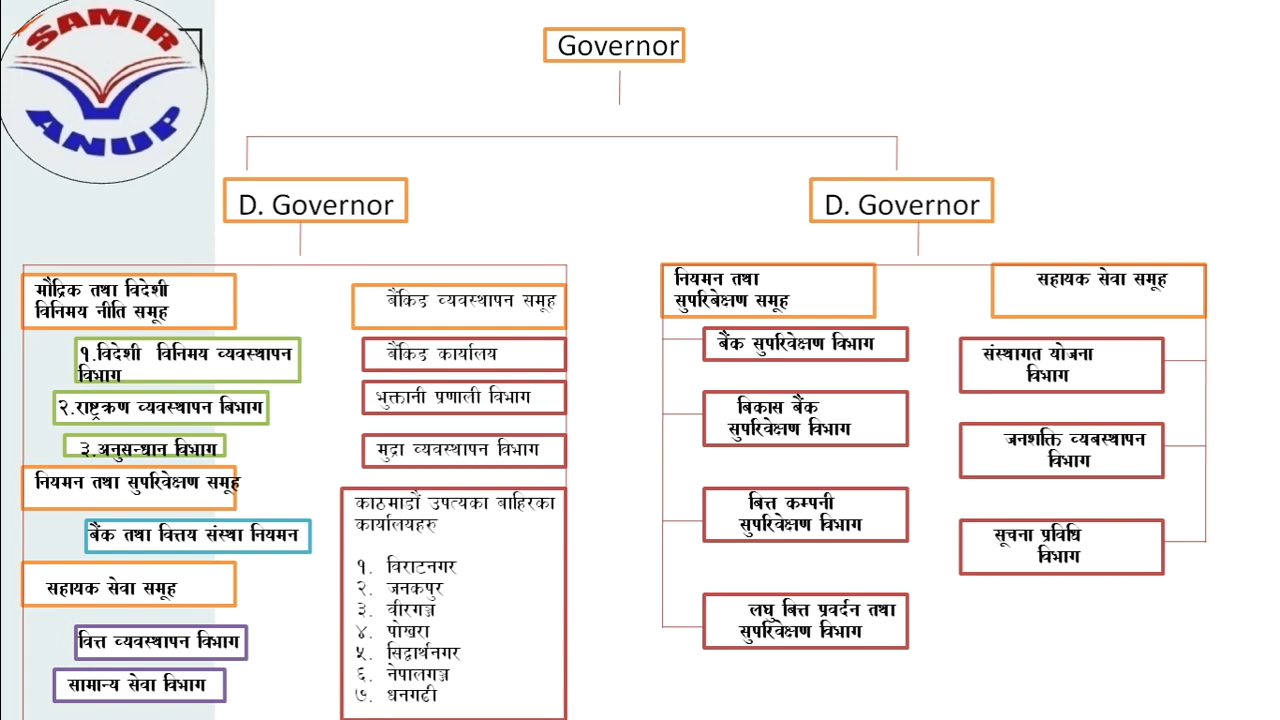 SAMIR
ANUP
Governor
D. Governor
D. Governor
मौद्रिक तथा विदेशी
विनिमय नीति समूह
१.विदेशी विनिमय व्यवस्थापन
विभाग
२.राष्ट्रऋण व्यवस्थापन बिभाग
३.अनुसन्धान विभाग
नियमन तथा सुपरिवेक्षण समूह
बैंक तथा वित्तय संस्था नियमन
सहायक सेवा समूह
वित्त व्यवस्थापन विभाग
सामान्य सेवा विभाग
बैंकिङ व्यवस्थापन समूह
बैंकिङ कार्यालय
भुक्तानी प्रणाली विभाग
मुद्रा व्यवस्थापन विभाग
काठमाडौं उपत्यका बाहिरका
कार्यालयहरु
१. विराटनगर
२. जनकपुर
३. वीरगञ्ज
४. पोखरा
५. सिद्वार्थनगर
६. नेपालगञ्ज
७. धनगढी
नियमन तथा
सुपरिबेक्षण समूह
बैंक सुपरिवेक्षण विभाग
बिकास बैंक
सुपरिवेक्षण विभाग
बित्त कम्पनी
सुपरिवेक्षण विभाग
लघु बित्त प्रवर्दन तथा
सुपरिवेक्षण विभाग
सहायक सेवा समूह
संस्थागत योजना
विभाग
जनशक्ति व्यबस्थापन
विभाग
सूचना प्रविधि
विभाग